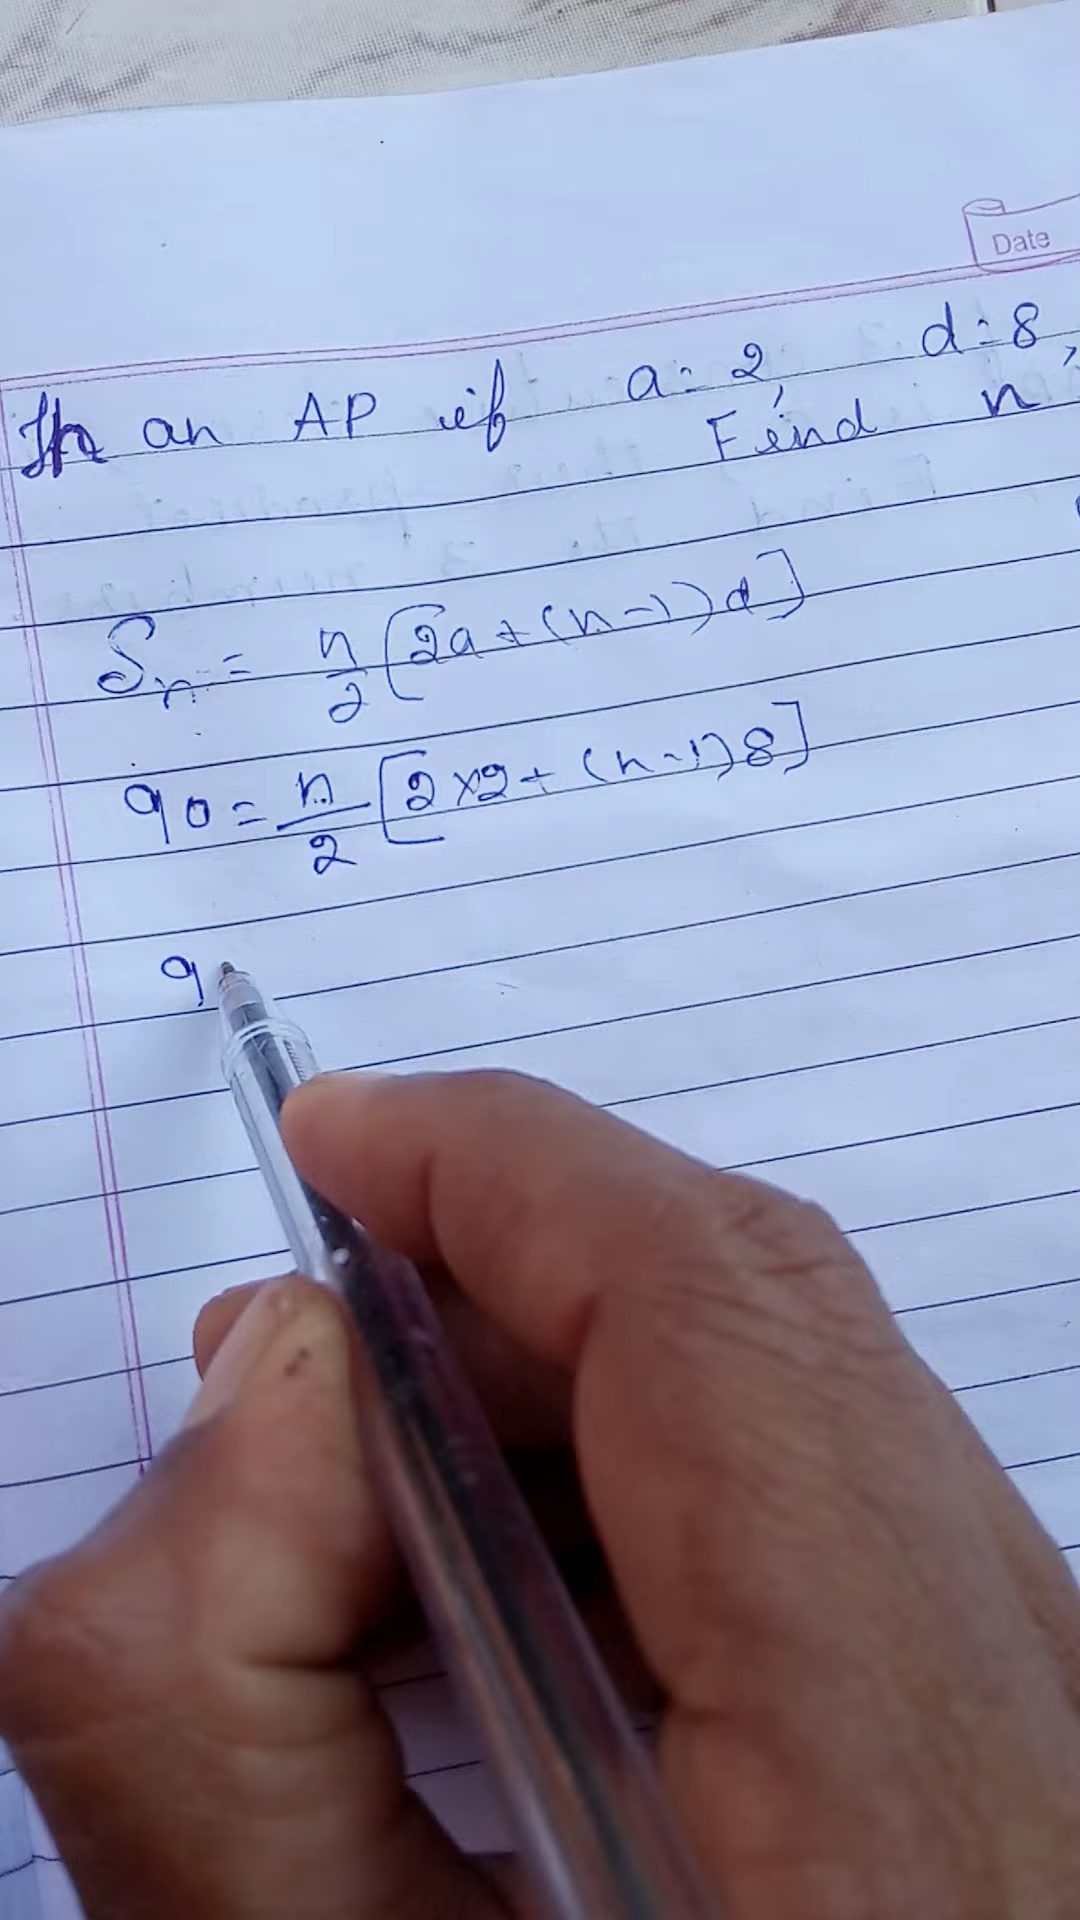 Date
In an AP if a = 2, d = 8,
Find n
Sn = n/2 [2a + (n-1)d]
90 = n/2 [2×2 + (n-1)8]
9